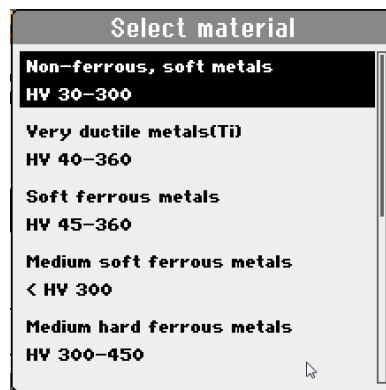 Select material
Non-ferrous, soft metals
HV 30-300
Very ductile metals(Ti)
HV 40-360
Soft ferrous metals
HV 45-360
Medium soft ferrous metals
< HV 300
Medium hard ferrous metals
HV 300-450